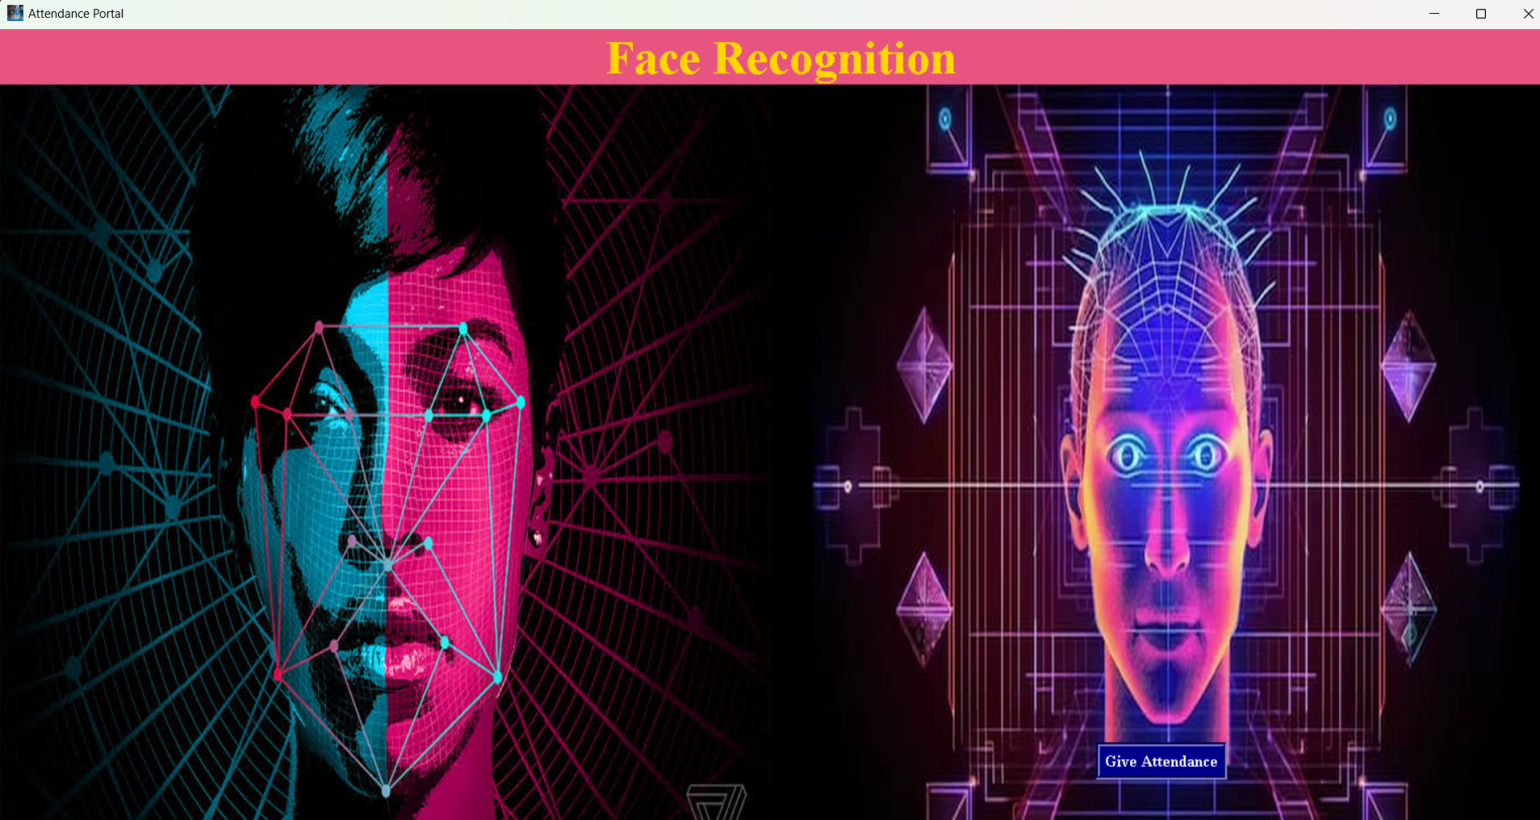 Attendance Portal
Face Recognition
Give Attendance